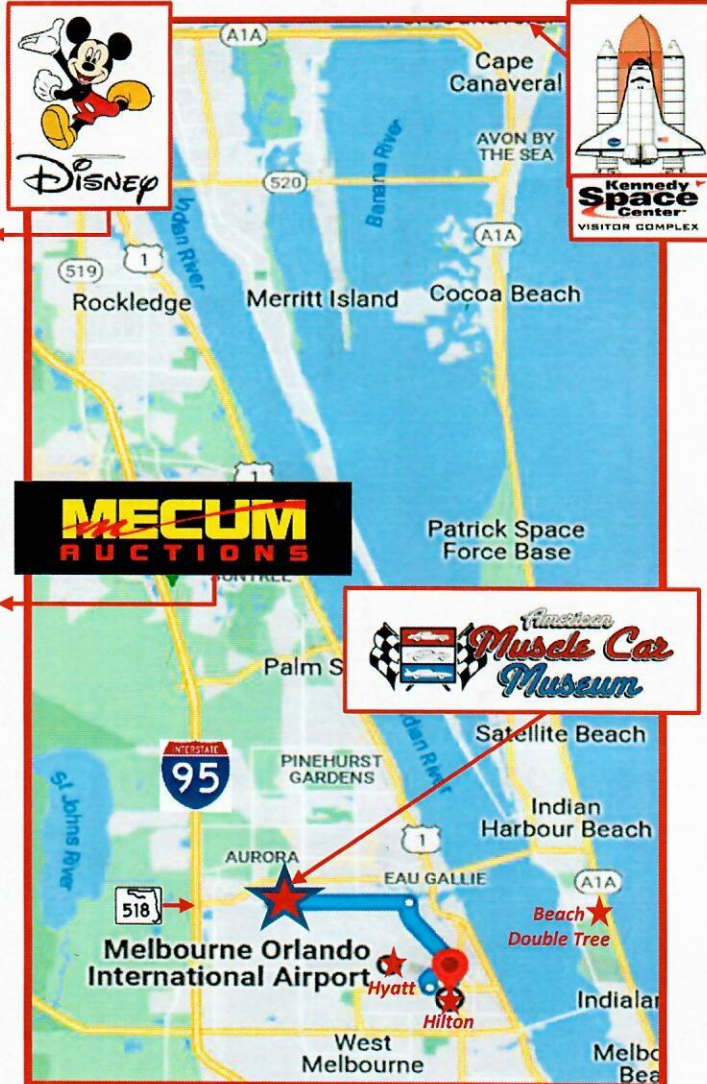 A1A
Cape
Canaveral
AVON BY
THE SEA
Disney
Kennedy
Space
Center
VISITOR COMPLEX
520
Banana River
Indian
River
A1A
519
1
Rockledge
Merritt Island
Cocoa Beach
1
MECUM
AUCTIONS
Patrick Space
Force Base
American
Muscle Car
Museum
Palm S
Satellite Beach
INTERSTATE
95
PINEHURST
GARDENS
River
St Johns
River
Indian
Harbour Beach
1
AURORA
EAU GALLIE
A1A
518
Beach
Double Tree
Melbourne Orlando
International Airport
Hyatt
Hilton
Indialan
West
Melbourne
Melbo
Bea